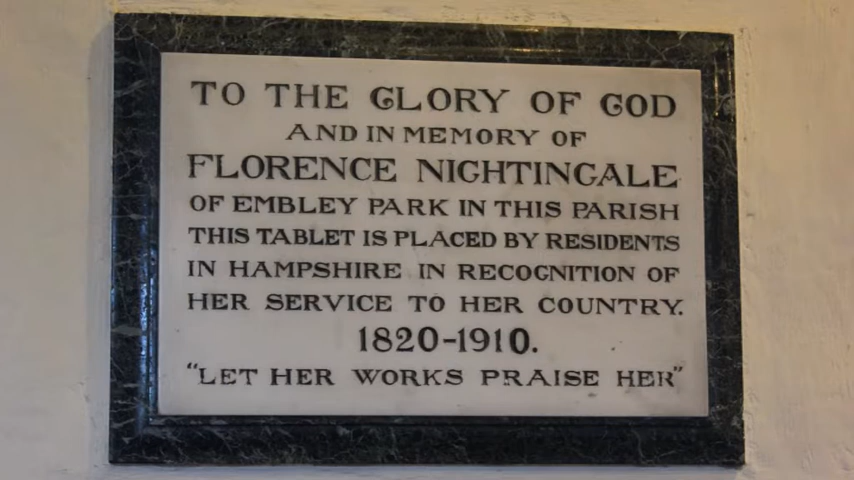 TO THE GLORY OF GOD
AND IN MEMORY OF
FLORENCE NIGHTINGALE
OF EMBLEY PARK IN THIS PARISH
THIS TABLET IS PLACED BY RESIDENTS
IN HAMPSHIRE IN RECOGNITION OF
HER SERVICE TO HER COUNTRY.
1820-1910.
"LET HER WORKS PRAISE HER"